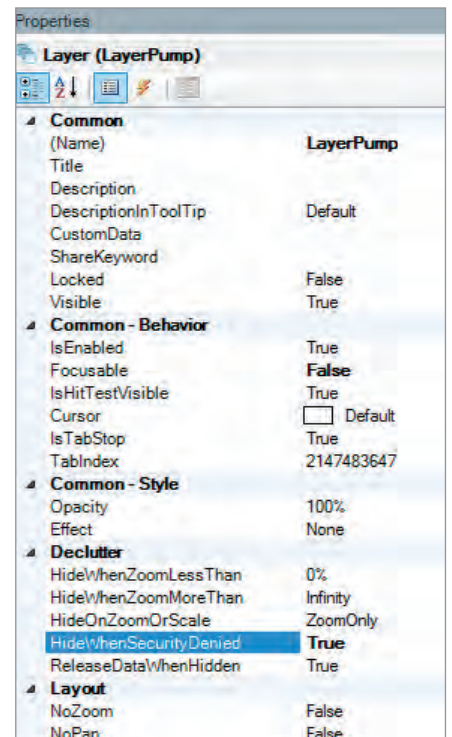 Properties
Layer (LayerPump)
Common
(Name) LayerPump
Title
Description
DescriptionInToolTip Default
CustomData
ShareKeyword
Locked False
Visible True
Common - Behavior
IsEnabled True
Focusable False
IsHitTestVisible True
Cursor Default
IsTabStop True
TabIndex 2147483647
Common - Style
Opacity 100%
Effect None
Declutter
HideWhenZoomLessThan 0%
HideWhenZoomMoreThan Infinity
HideOnZoomOrScale ZoomOnly
HideWhenSecurityDenied True
ReleaseDataWhenHidden True
Layout
NoZoom False
NoPan False